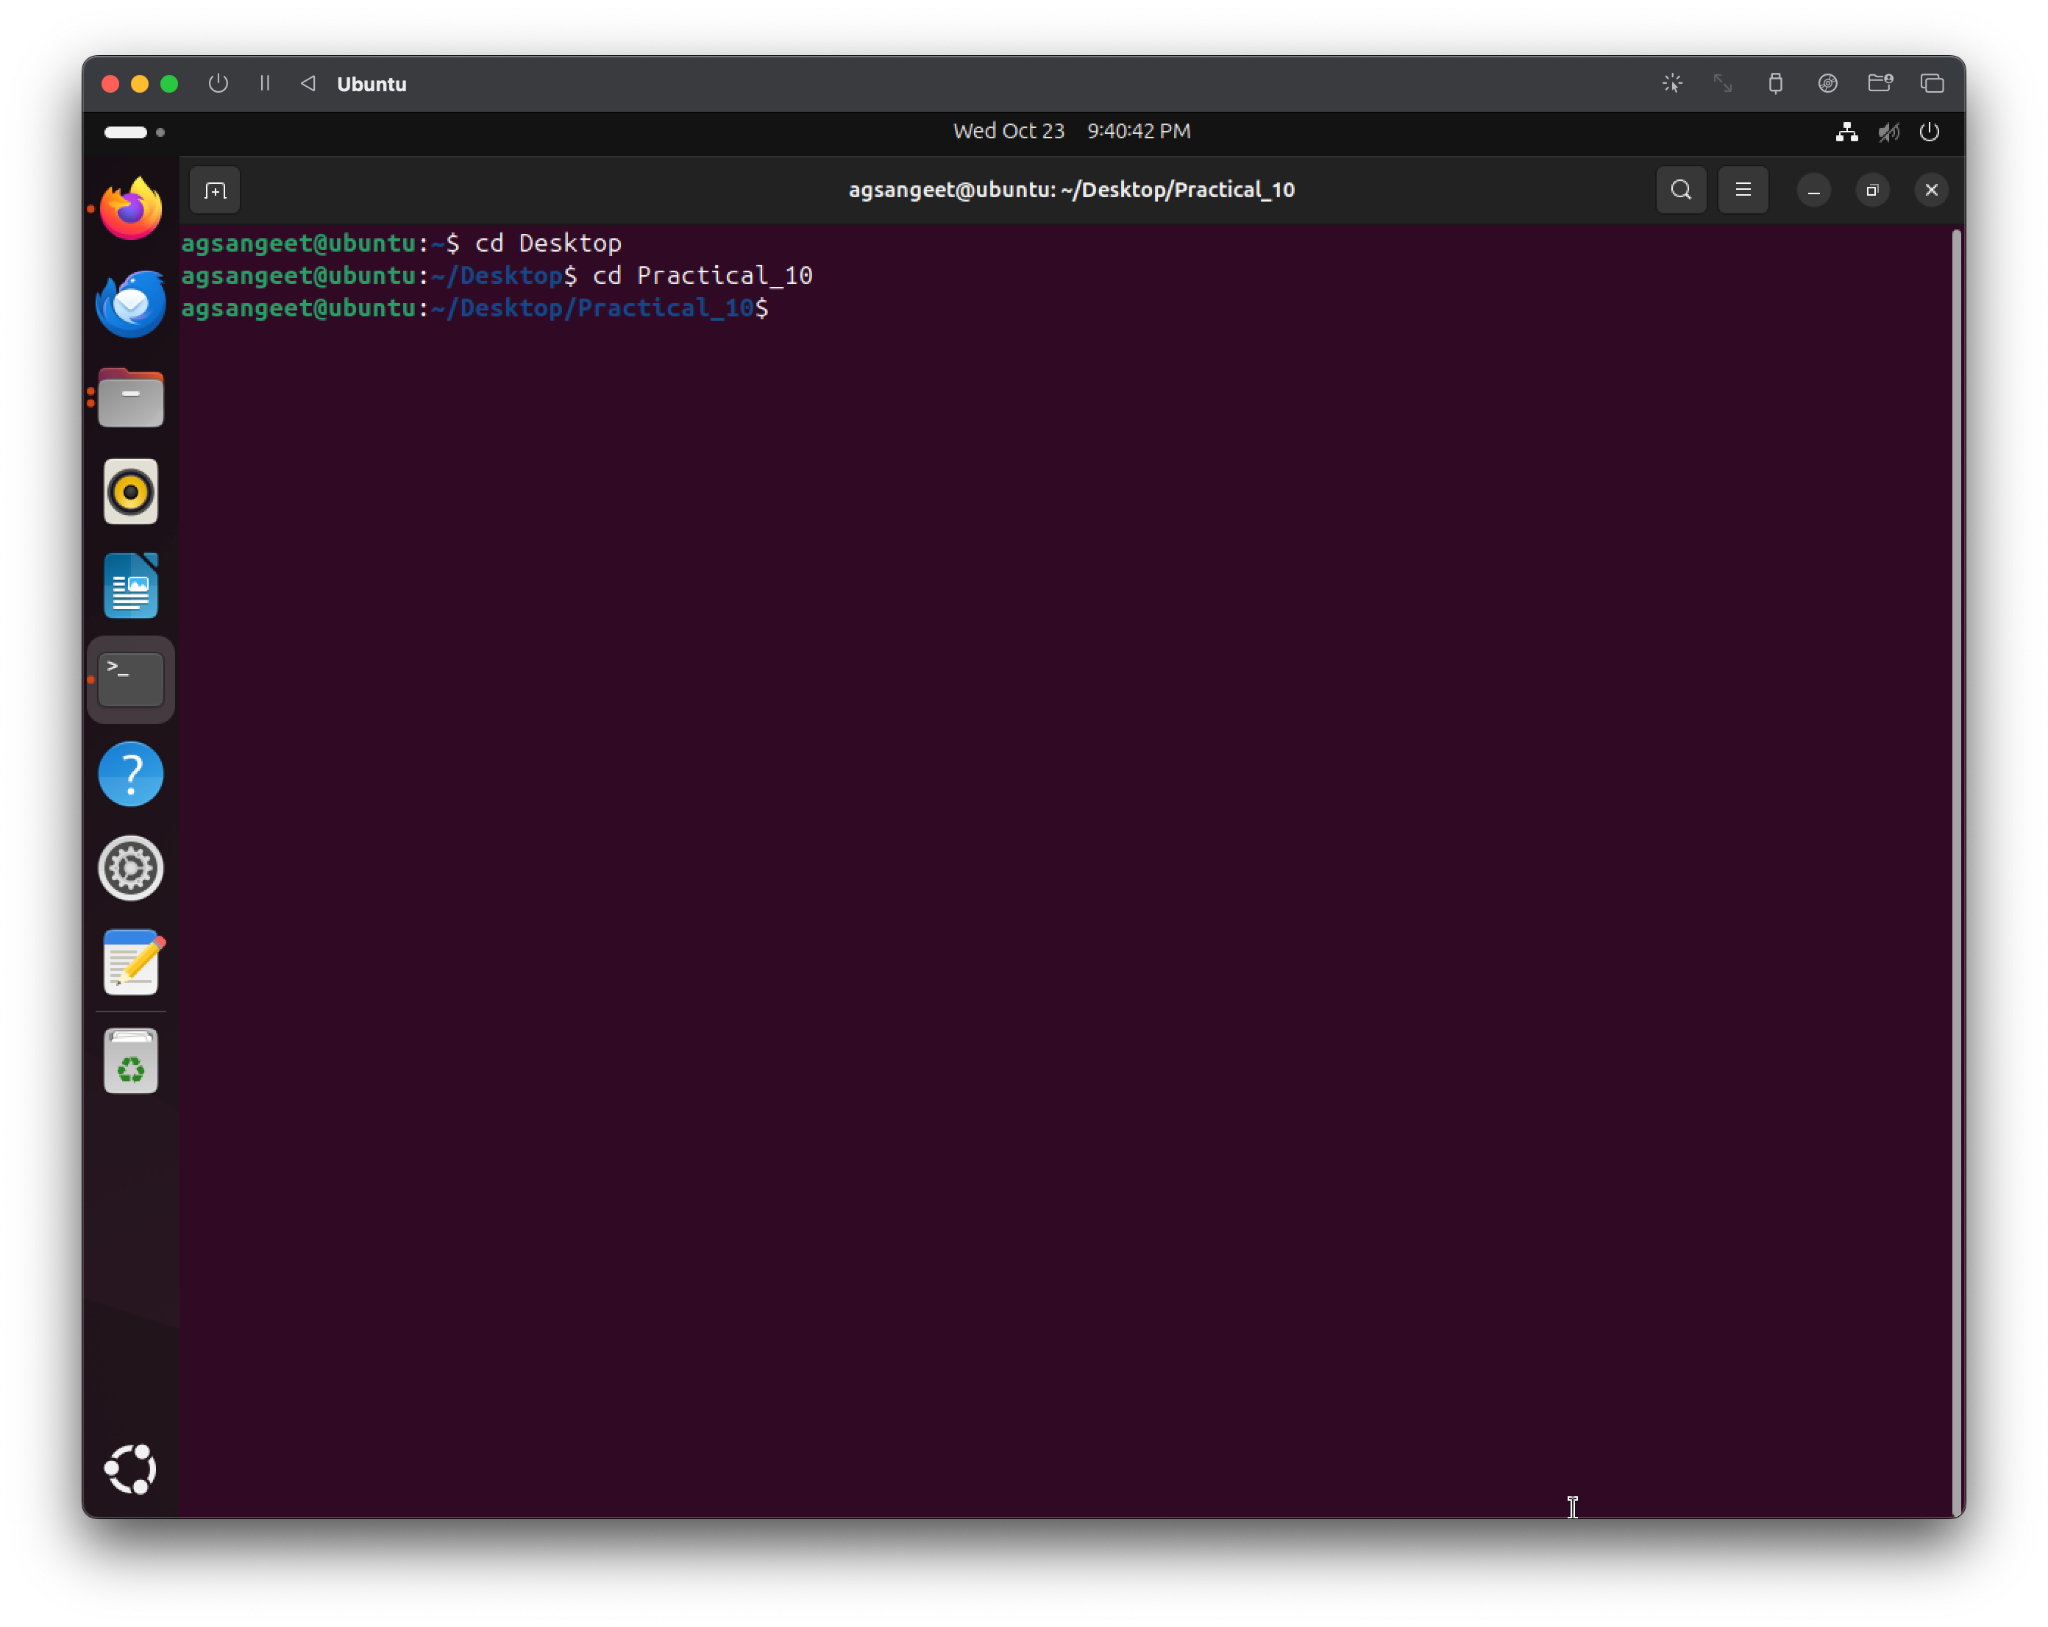 Ubuntu
Wed Oct 23 9:40:42 PM
agsangeet@ubuntu: ~/Desktop/Practical_10
agsangeet@ubuntu:~$ cd Desktop
agsangeet@ubuntu:~/Desktop$ cd Practical_10
agsangeet@ubuntu:~/Desktop/Practical_10$
>_
?